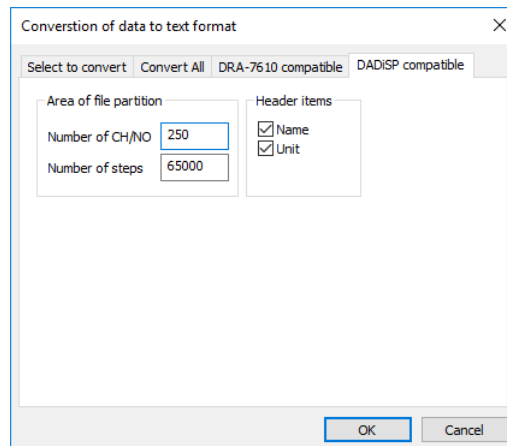 Converstion of data to text format
Select to convert Convert All DRA-7610 compatible DADiSP compatible
Area of file partition Header items
Number of CH/NO 250 Name
Number of steps 65000 Unit
OK Cancel